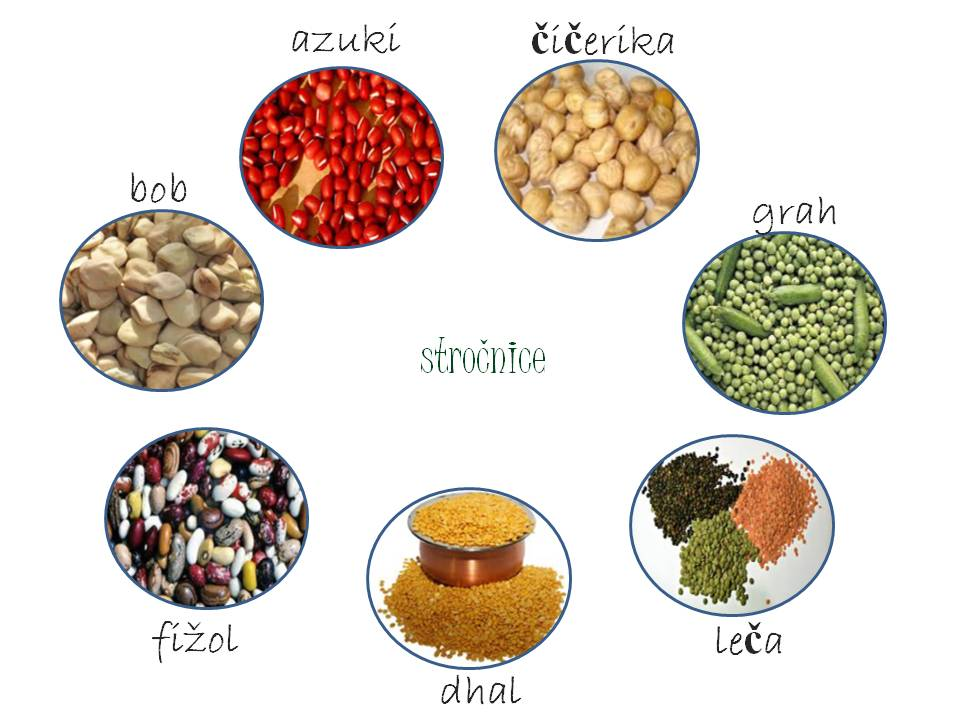 azuki
čičerika
bob
grah
stročnice
fižol
leča
dhal